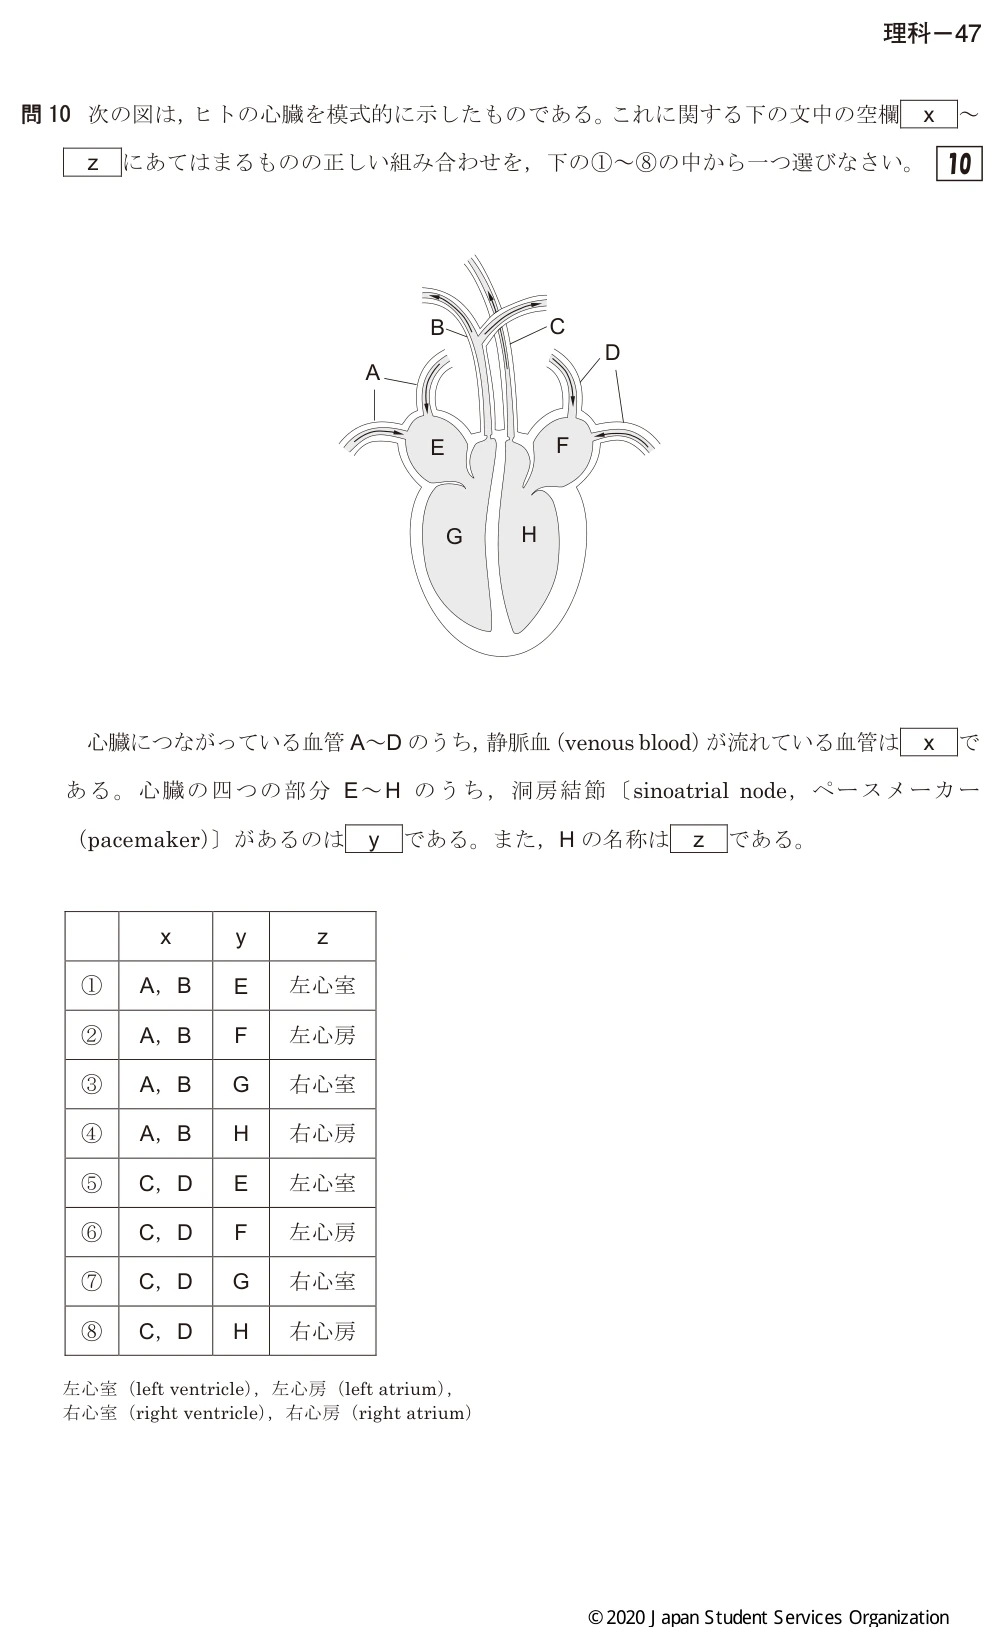 理科－47
問10 次の図は，ヒトの心臓を模式的に示したものである。これに関する下の文中の空欄 x ～
z にあてはまるものの正しい組み合わせを，下の①～⑧の中から一つ選びなさい。 10
B
C
D
A
E
F
G
H
心臓につながっている血管 A～D のうち，静脈血（venous blood）が流れている血管は x で
ある。心臓の四つの部分 E～H のうち，洞房結節〔sinoatrial node，ペースメーカー
（pacemaker）〕があるのは y である。また，H の名称は z である。
x y z
① A，B E 左心室
② A，B F 左心房
③ A，B G 右心室
④ A，B H 右心房
⑤ C，D E 左心室
⑥ C，D F 左心房
⑦ C，D G 右心室
⑧ C，D H 右心房
左心室（left ventricle），左心房（left atrium），
右心室（right ventricle），右心房（right atrium）
© 2020 Japan Student Services Organization